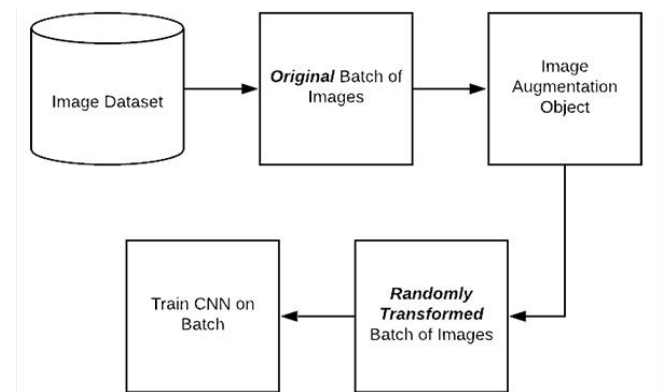 Image Dataset
Original Batch of
Images
Image
Augmentation
Object
Train CNN on
Batch
Randomly
Transformed
Batch of Images